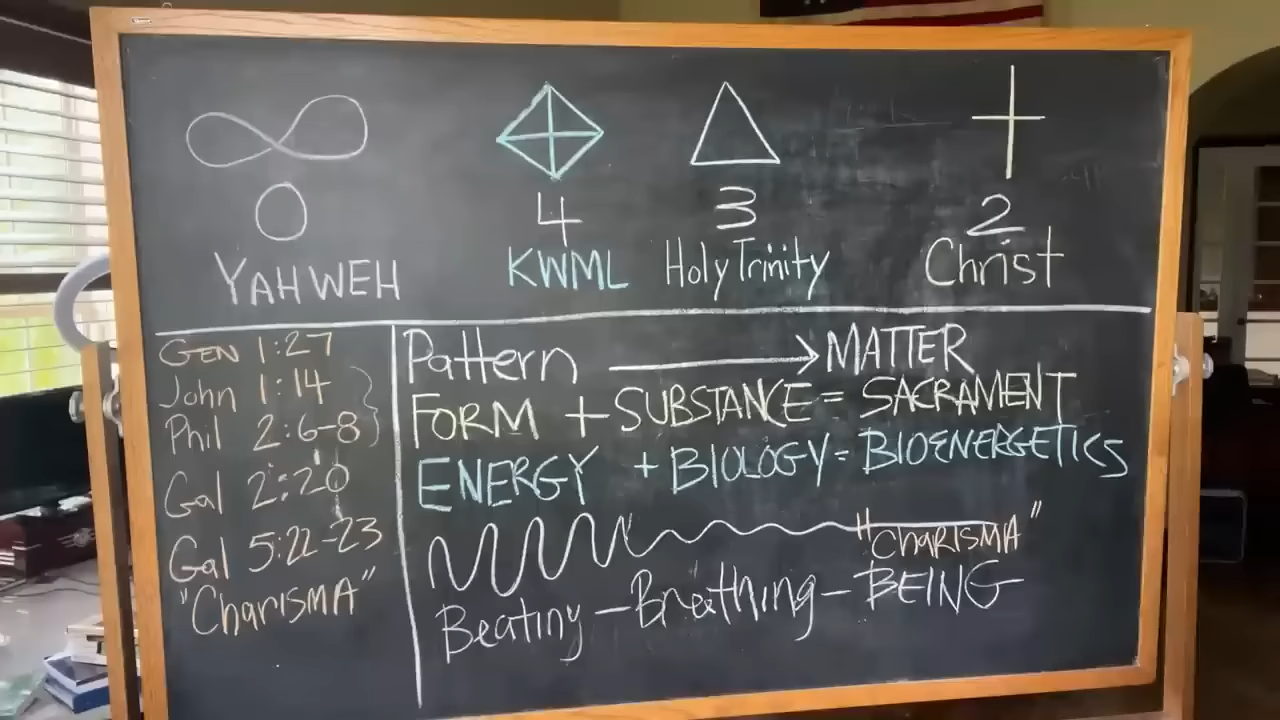 0 4 3 2
YAHWEH KWML Holy Trinity Christ
GEN 1:27
John 1:14
Phil 2:6-8
Gal 2:20
Gal 5:22-23
"CharISMA"
Pattern → MATTER
FORM + SUBSTANCE = SACRAMENT
ENERGY + BIOLOGY = BIOENERGETICS
"CharISMA"
Beating - Breathing - BEING